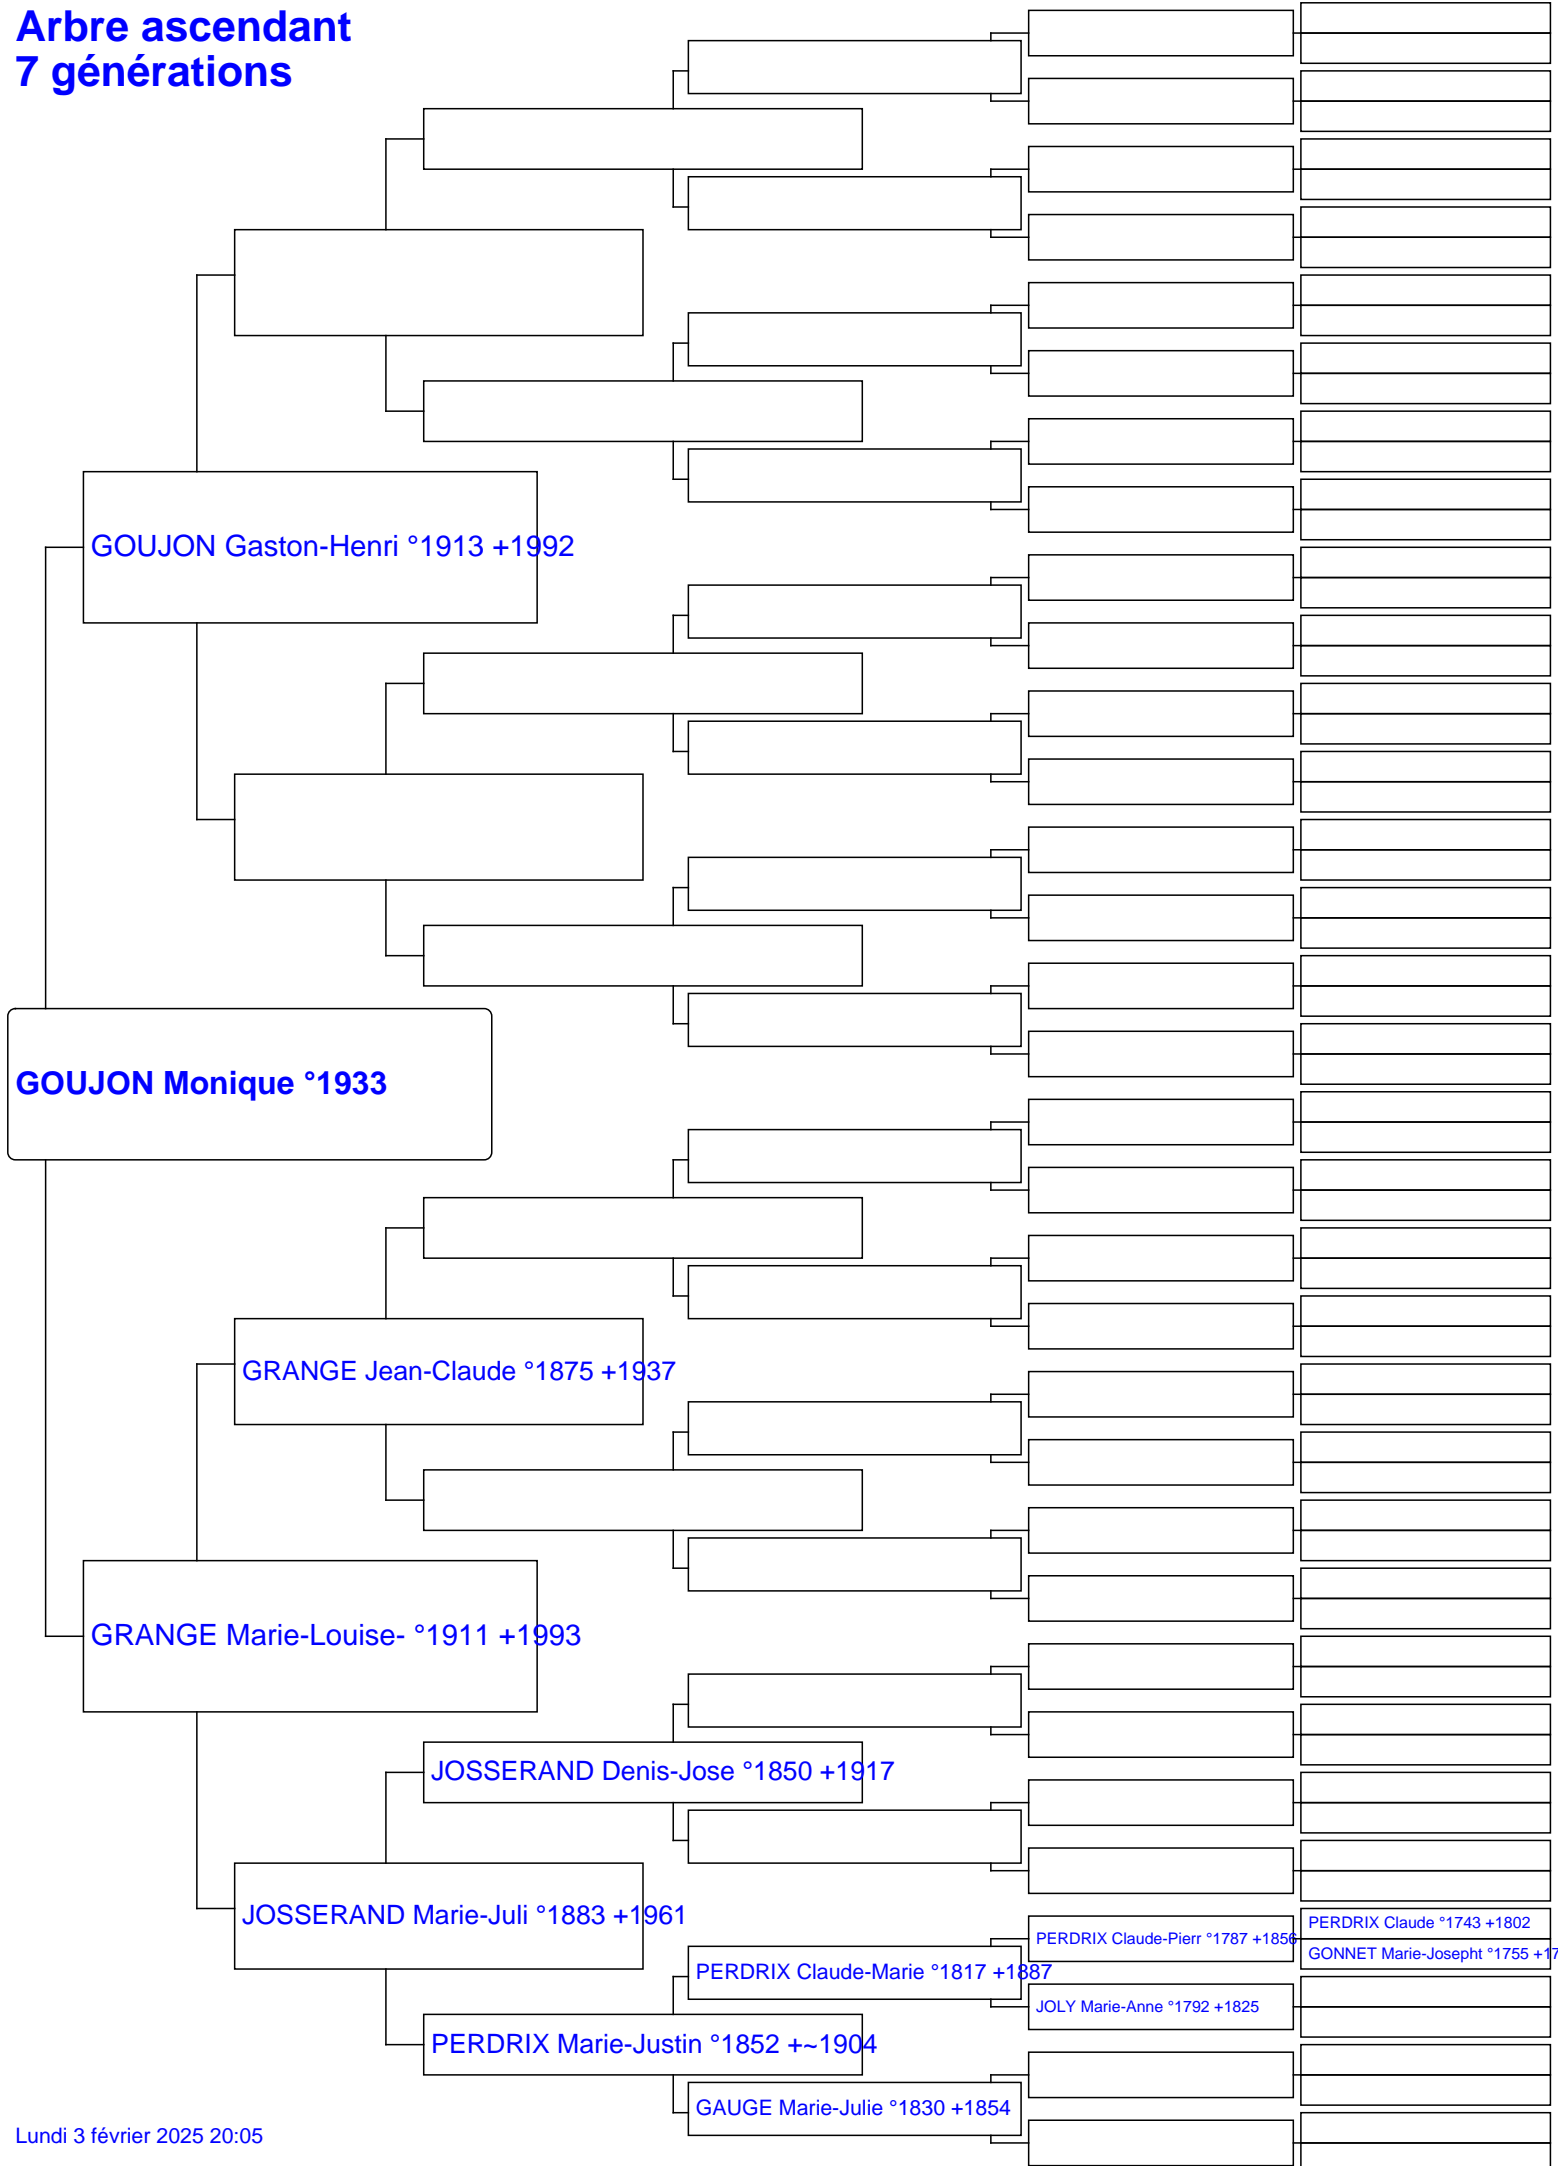 Arbre ascendant
7 générations
GOUJON Gaston-Henri °1913 +1992
GOUJON Monique °1933
GRANGE Jean-Claude °1875 +1937
GRANGE Marie-Louise- °1911 +1993
JOSSERAND Denis-Jose °1850 +1917
JOSSERAND Marie-Juli °1883 +1961
PERDRIX Claude °1743 +1802
PERDRIX Claude-Pierr °1787 +1856
GONNET Marie-Josepht °1755 +17
PERDRIX Claude-Marie °1817 +1887
JOLY Marie-Anne °1792 +1825
PERDRIX Marie-Justin °1852 +~1904
GAUGE Marie-Julie °1830 +1854
Lundi 3 février 2025 20:05